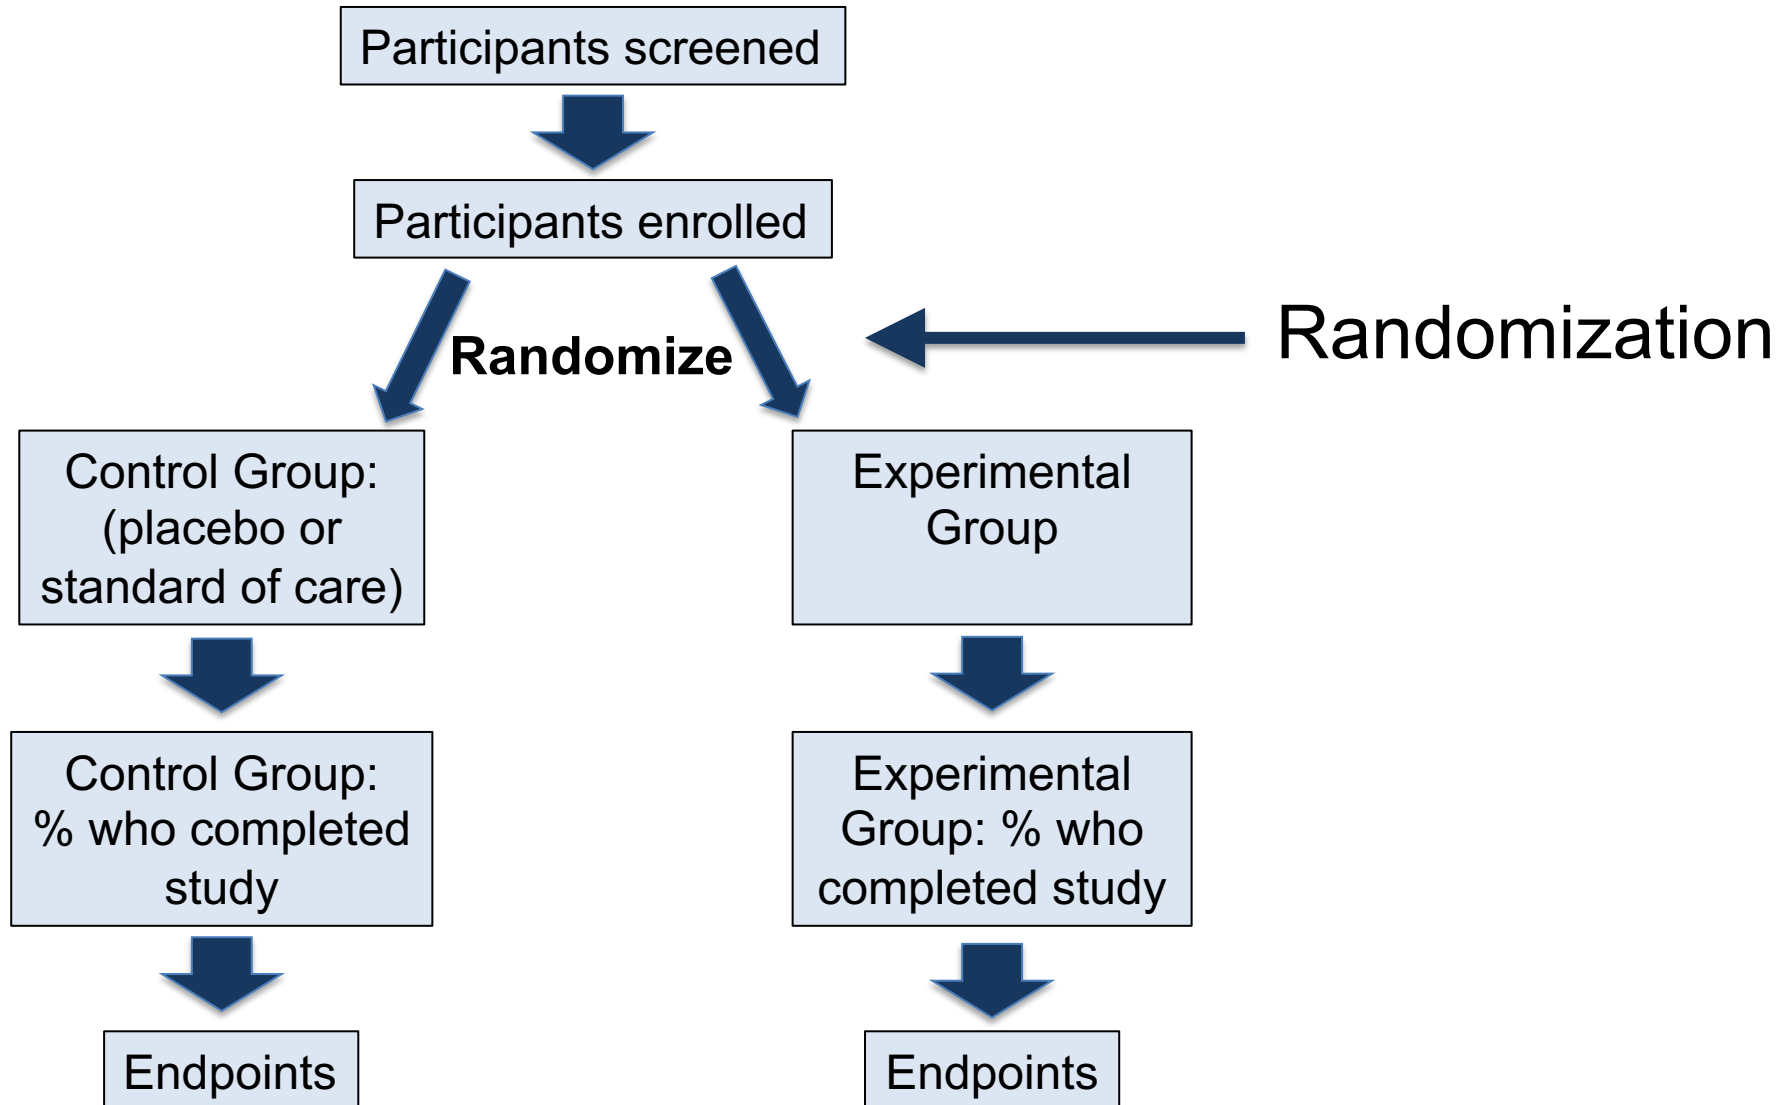 Participants screened
Participants enrolled
Randomize
Randomization
Control Group:
(placebo or
standard of care)
Experimental
Group
Control Group:
% who completed
study
Experimental
Group: % who
completed study
Endpoints
Endpoints